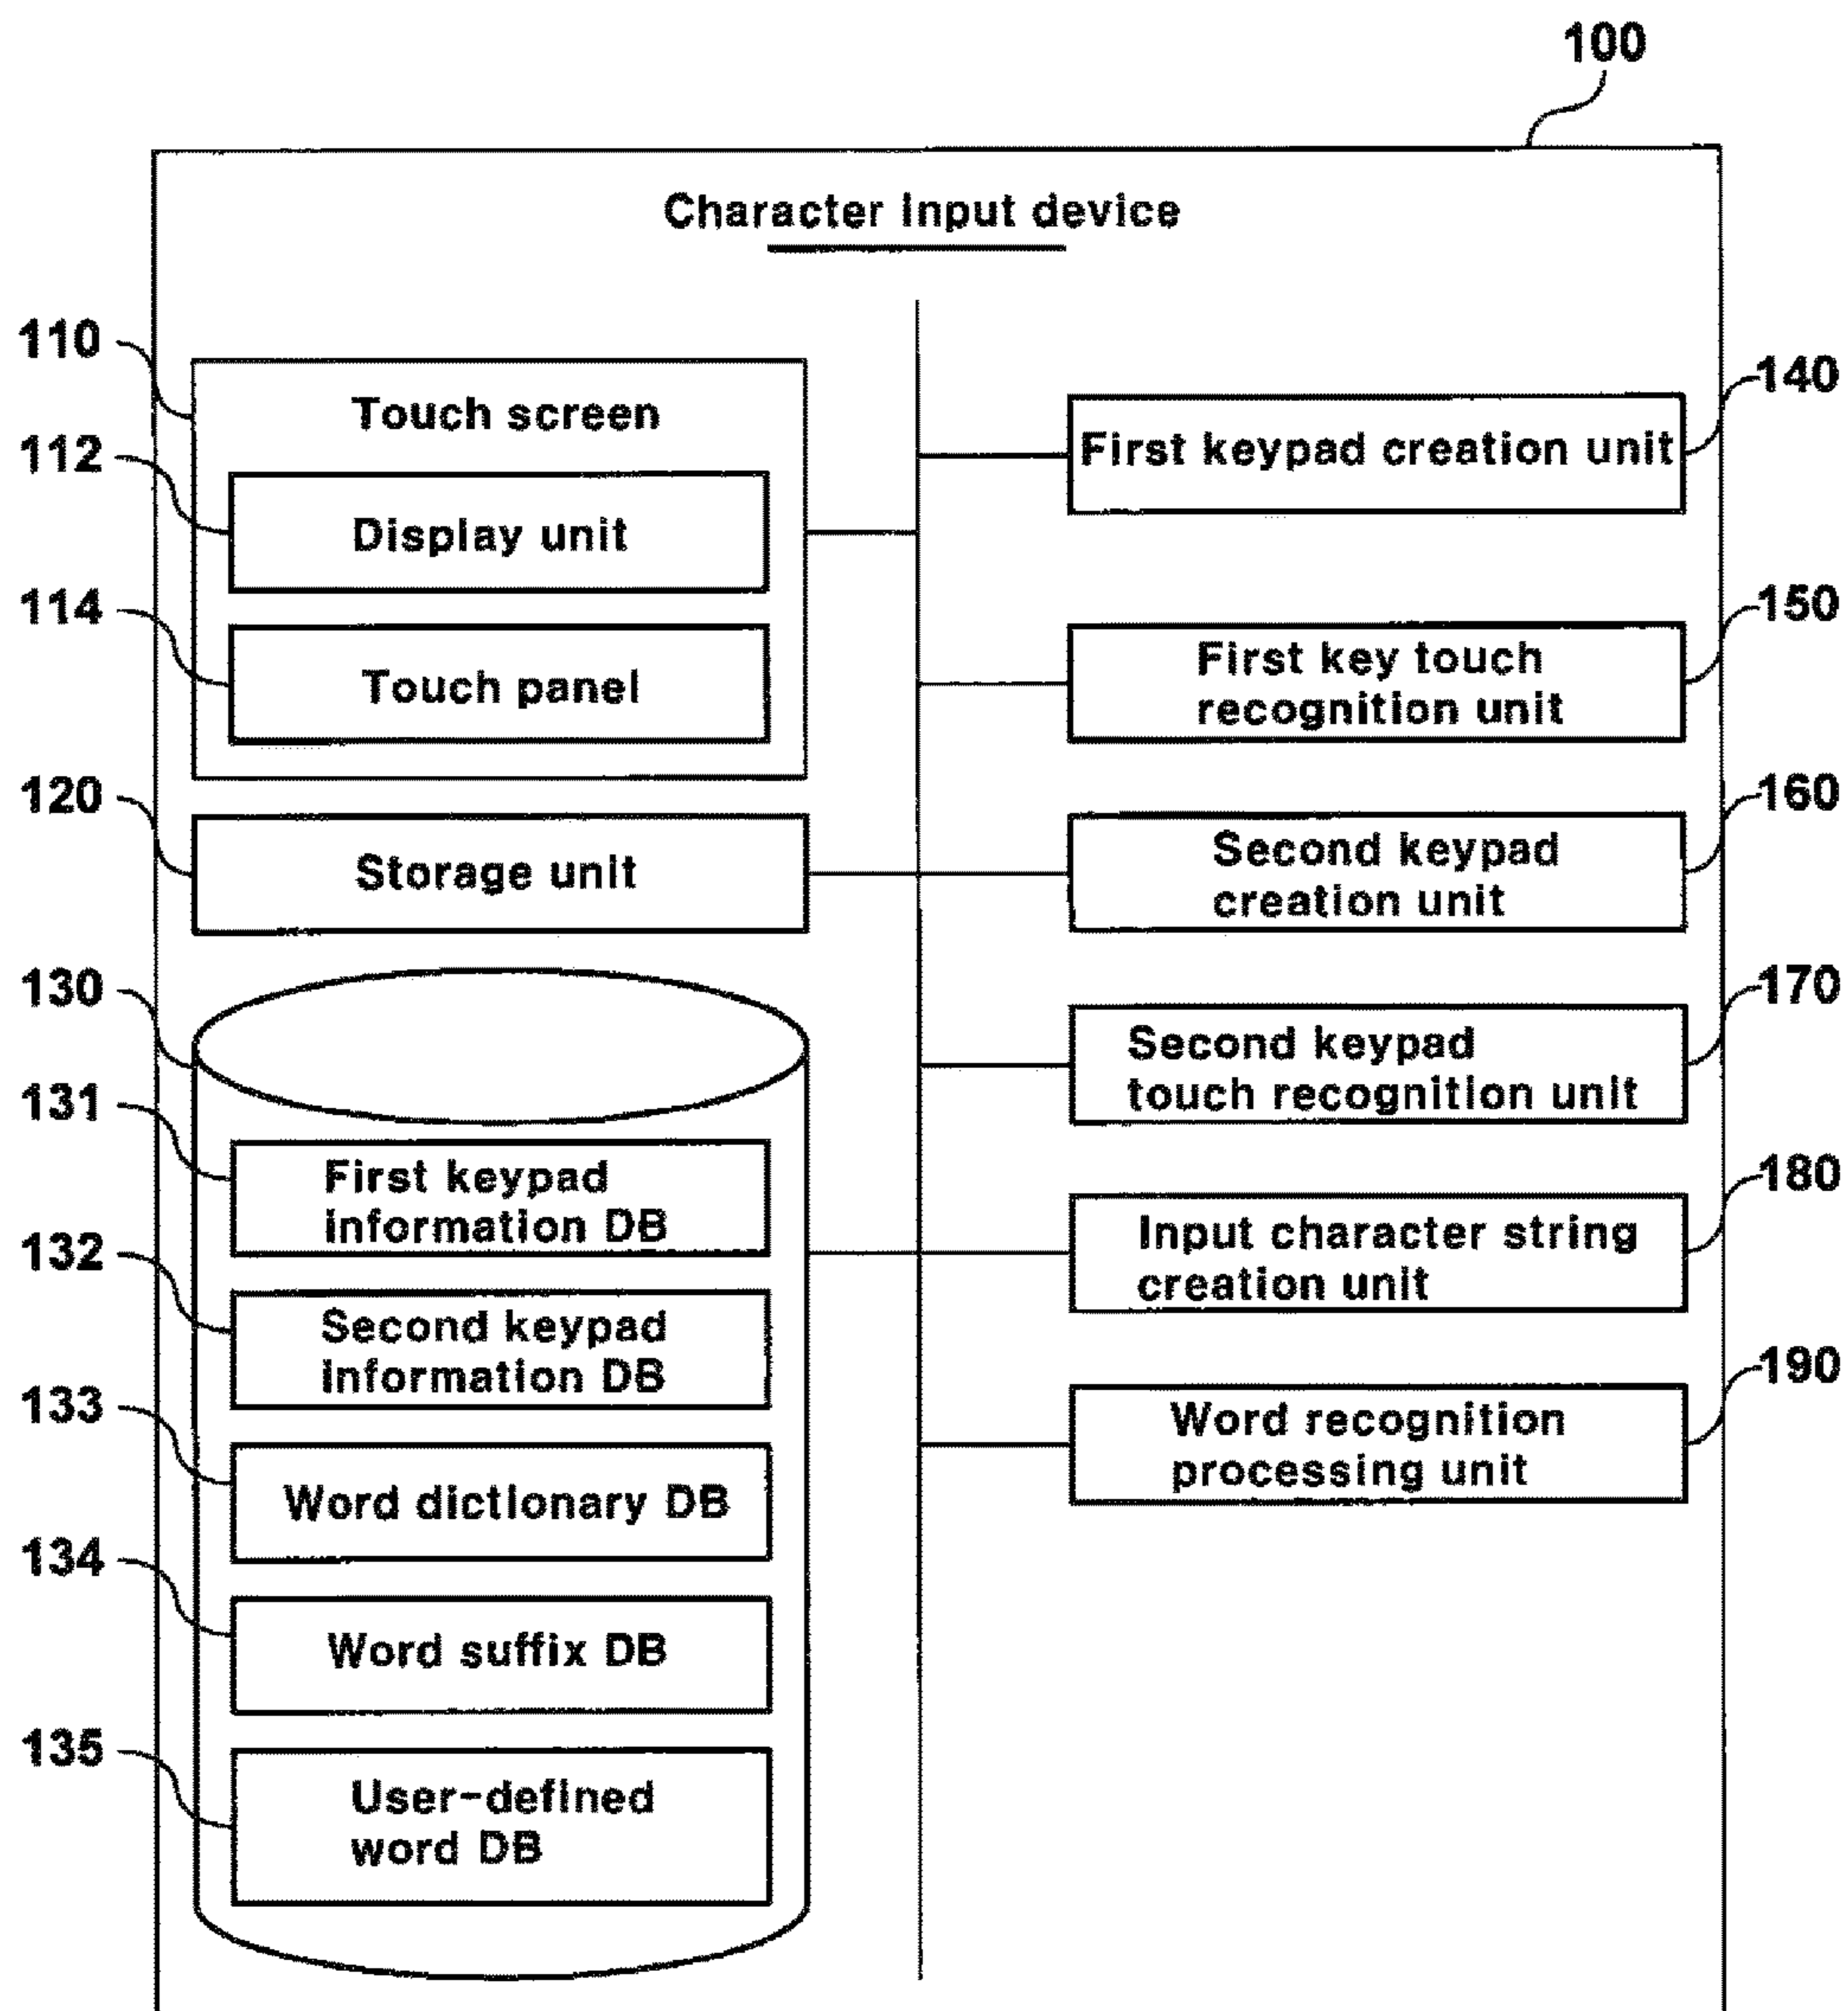 100
Character Input device
110
Touch screen
112
Display unit
114
Touch panel
120
Storage unit
130
131
First keypad
information DB
132
Second keypad
information DB
133
Word dictionary DB
134
Word suffix DB
135
User-defined
word DB
140
First keypad creation unit
150
First key touch
recognition unit
160
Second keypad
creation unit
170
Second keypad
touch recognition unit
180
Input character string
creation unit
190
Word recognition
processing unit